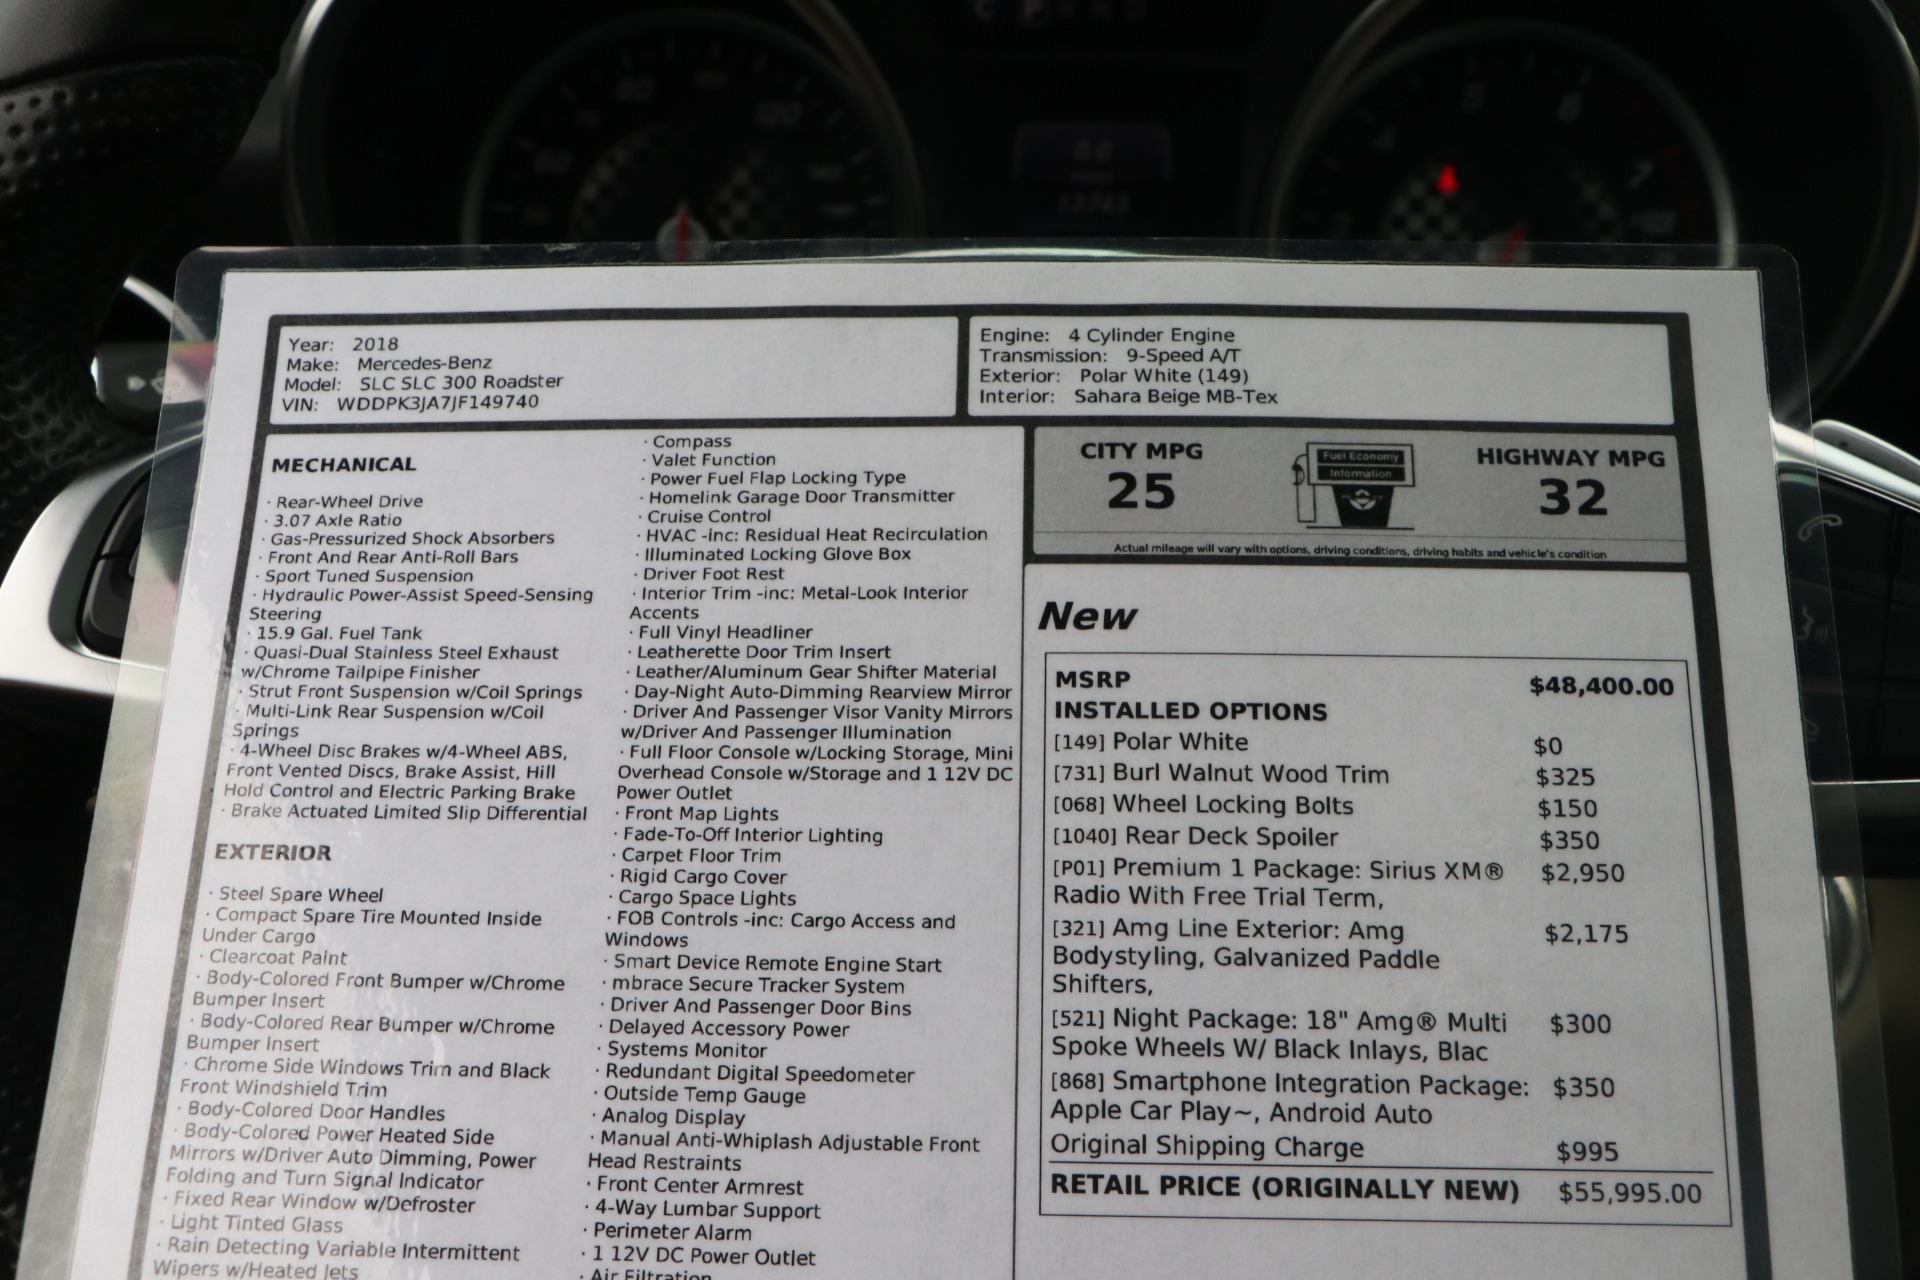 C P R N D
80
100
120
60
140
0.0
13743
4
5
6
7
Year: 2018
Make: Mercedes-Benz
Model: SLC SLC 300 Roadster
VIN: WDDPK3JA7JF149740
Engine: 4 Cylinder Engine
Transmission: 9-Speed A/T
Exterior: Polar White (149)
Interior: Sahara Beige MB-Tex
MECHANICAL
· Rear-Wheel Drive
· 3.07 Axle Ratio
· Gas-Pressurized Shock Absorbers
· Front And Rear Anti-Roll Bars
· Sport Tuned Suspension
· Hydraulic Power-Assist Speed-Sensing
Steering
· 15.9 Gal. Fuel Tank
· Quasi-Dual Stainless Steel Exhaust
w/Chrome Tailpipe Finisher
· Strut Front Suspension w/Coil Springs
· Multi-Link Rear Suspension w/Coil
Springs
· 4-Wheel Disc Brakes w/4-Wheel ABS,
Front Vented Discs, Brake Assist, Hill
Hold Control and Electric Parking Brake
· Brake Actuated Limited Slip Differential
EXTERIOR
· Steel Spare Wheel
· Compact Spare Tire Mounted Inside
Under Cargo
· Clearcoat Paint
· Body-Colored Front Bumper w/Chrome
Bumper Insert
· Body-Colored Rear Bumper w/Chrome
Bumper Insert
· Chrome Side Windows Trim and Black
Front Windshield Trim
· Body-Colored Door Handles
· Body-Colored Power Heated Side
Mirrors w/Driver Auto Dimming, Power
Folding and Turn Signal Indicator
· Fixed Rear Window w/Defroster
· Light Tinted Glass
· Rain Detecting Variable Intermittent
Wipers w/Heated Jets
· Compass
· Valet Function
· Power Fuel Flap Locking Type
· Homelink Garage Door Transmitter
· Cruise Control
· HVAC -inc: Residual Heat Recirculation
· Illuminated Locking Glove Box
· Driver Foot Rest
· Interior Trim -inc: Metal-Look Interior
Accents
· Full Vinyl Headliner
· Leatherette Door Trim Insert
· Leather/Aluminum Gear Shifter Material
· Day-Night Auto-Dimming Rearview Mirror
· Driver And Passenger Visor Vanity Mirrors
w/Driver And Passenger Illumination
· Full Floor Console w/Locking Storage, Mini
Overhead Console w/Storage and 1 12V DC
Power Outlet
· Front Map Lights
· Fade-To-Off Interior Lighting
· Carpet Floor Trim
· Rigid Cargo Cover
· Cargo Space Lights
· FOB Controls -inc: Cargo Access and
Windows
· Smart Device Remote Engine Start
· mbrace Secure Tracker System
· Driver And Passenger Door Bins
· Delayed Accessory Power
· Systems Monitor
· Redundant Digital Speedometer
· Outside Temp Gauge
· Analog Display
· Manual Anti-Whiplash Adjustable Front
Head Restraints
· Front Center Armrest
· 4-Way Lumbar Support
· Perimeter Alarm
· 1 12V DC Power Outlet
· Air Filtration
CITY MPG
25
Fuel Economy
Information
HIGHWAY MPG
32
Actual mileage will vary with options, driving conditions, driving habits and vehicle's condition
New
MSRP $48,400.00
INSTALLED OPTIONS
[149] Polar White $0
[731] Burl Walnut Wood Trim $325
[068] Wheel Locking Bolts $150
[1040] Rear Deck Spoiler $350
[P01] Premium 1 Package: Sirius XM® $2,950
Radio With Free Trial Term,
[321] Amg Line Exterior: Amg $2,175
Bodystyling, Galvanized Paddle
Shifters,
[521] Night Package: 18" Amg® Multi $300
Spoke Wheels W/ Black Inlays, Blac
[868] Smartphone Integration Package: $350
Apple Car Play~, Android Auto
Original Shipping Charge $995
RETAIL PRICE (ORIGINALLY NEW) $55,995.00